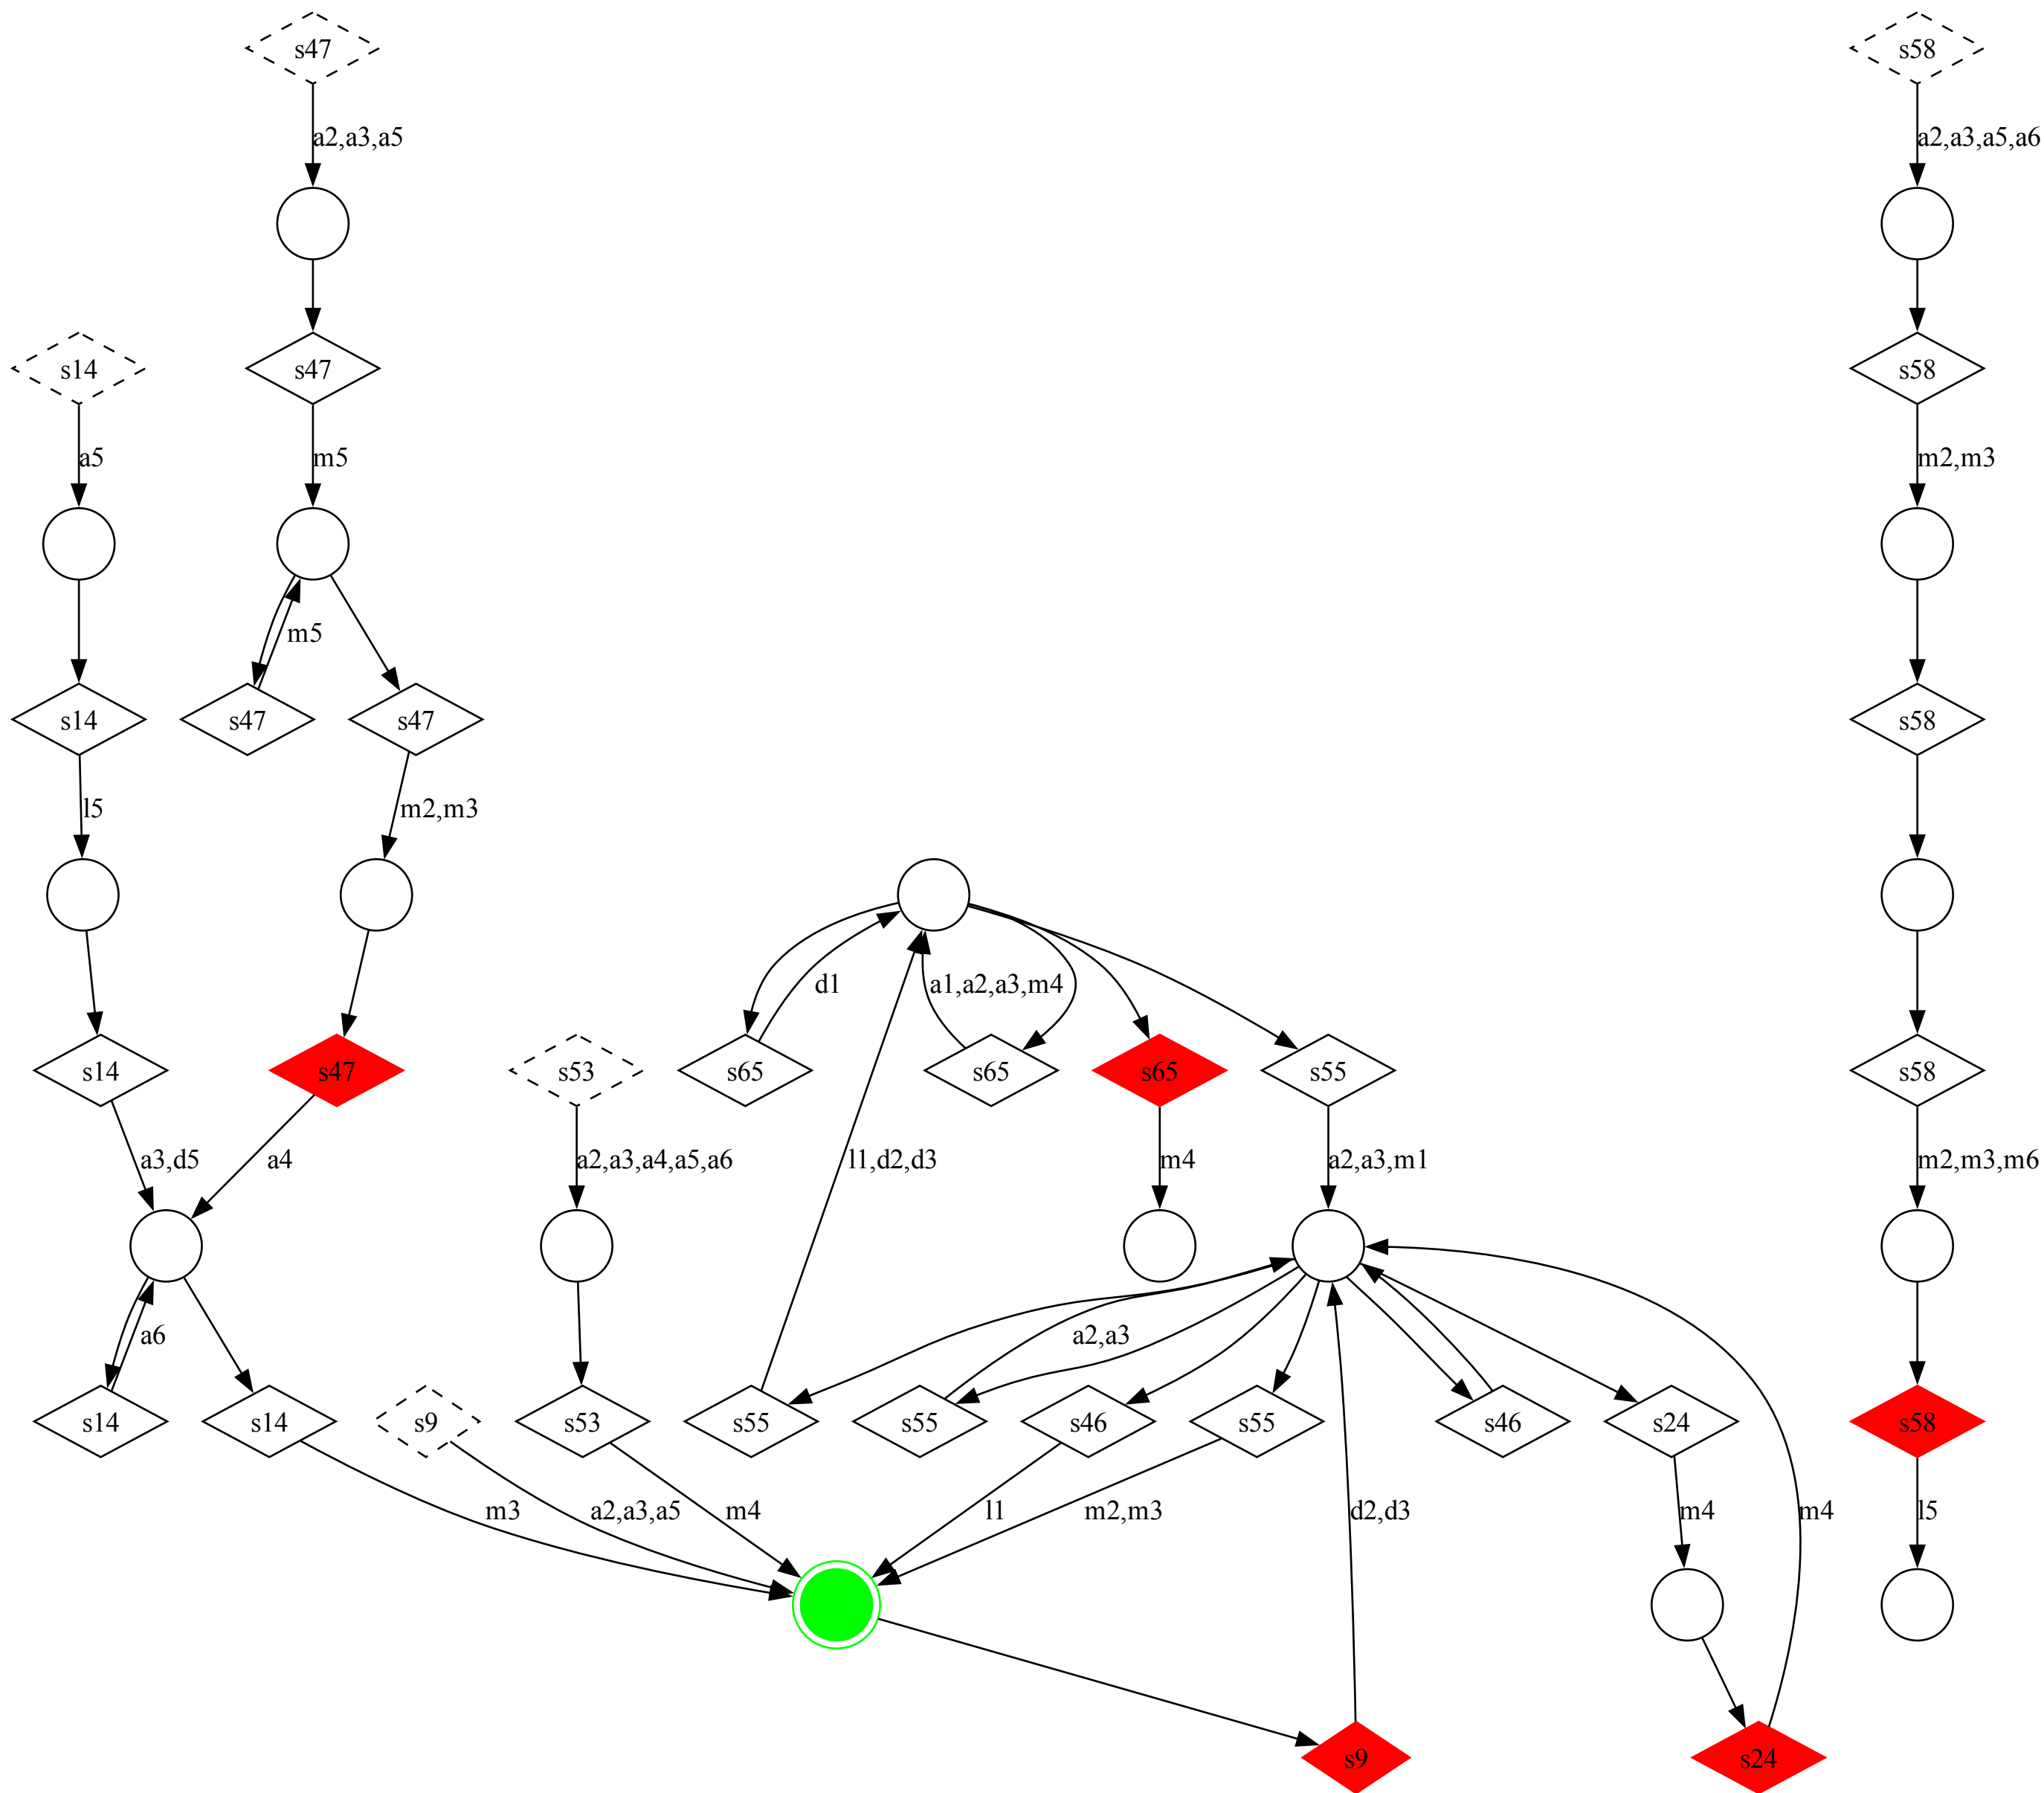 s47
s58
a2,a3,a5
a2,a3,a5,a6
s14
s47
s58
a5
m5
m2,m3
m5
s14
s47
s47
s58
l5
m2,m3
d1
a1,a2,a3,m4
s14
s47
s53
s65
s65
s65
s55
s58
a3,d5
a4
a2,a3,a4,a5,a6
l1,d2,d3
m4
a2,a3,m1
m2,m3,m6
a6
a2,a3
s14
s14
s9
s53
s55
s55
s46
s55
s46
s24
s58
m3
a2,a3,a5
m4
l1
m2,m3
d2,d3
m4
m4
l5
s9
s24